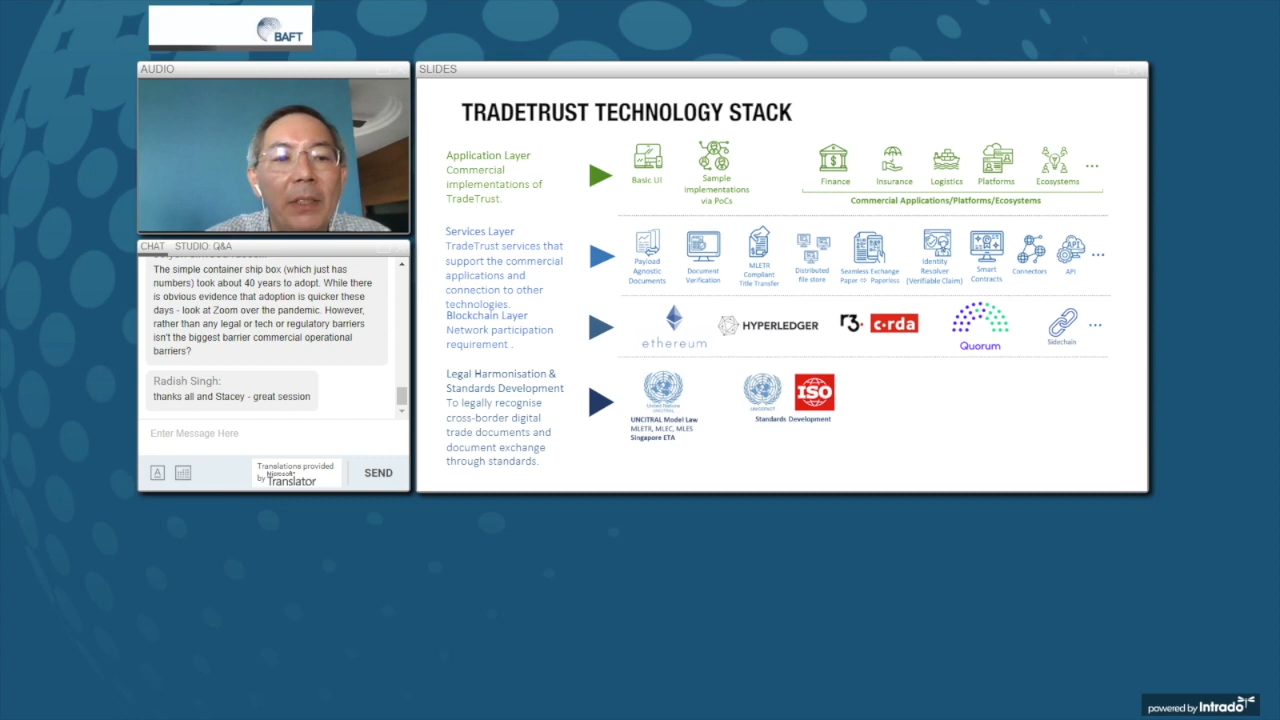 BAFT
AUDIO
SLIDES
TRADETRUST TECHNOLOGY STACK
Application Layer
Commercial
implementations of
TradeTrust.
Basic UI
Sample
Implementations
via PoCs
Finance
Insurance
Logistics
Platforms
Ecosystems
...
Commercial Applications/Platforms/Ecosystems
Services Layer
TradeTrust services that
support the commercial
applications and
connection to other
technologies.
Payload
Agnostic
Documents
Document
Verification
MLETR
Compliant
Title Transfer
Distributed
file store
Seamless Exchange
Paper ⇨ Paperless
Identity
Resolver
(Verifiable Claim)
Smart
Contracts
Connectors
API
...
Blockchain Layer
Network participation
requirement .
ethereum
HYPERLEDGER
r3. c·rda
Quorum
Sidechain
...
Legal Harmonisation &
Standards Development
To legally recognise
cross-border digital
trade documents and
document exchange
through standards.
United Nations
UNCITRAL
UNCITRAL Model Law
MLETR, MLEC, MLES
Singapore ETA
UN/CEFACT
ISO
Standards Development
CHAT STUDIO: Q&A
The simple container ship box (which just has
numbers) took about 40 years to adopt. While there
is obvious evidence that adoption is quicker these
days - look at Zoom over the pandemic. However,
rather than any legal or tech or regulatory barriers
isn't the biggest barrier commercial operational
barriers?
Radish Singh:
thanks all and Stacey - great session
Enter Message Here
A
Translations provided
by Microsoft
Translator
SEND
powered by Intrado